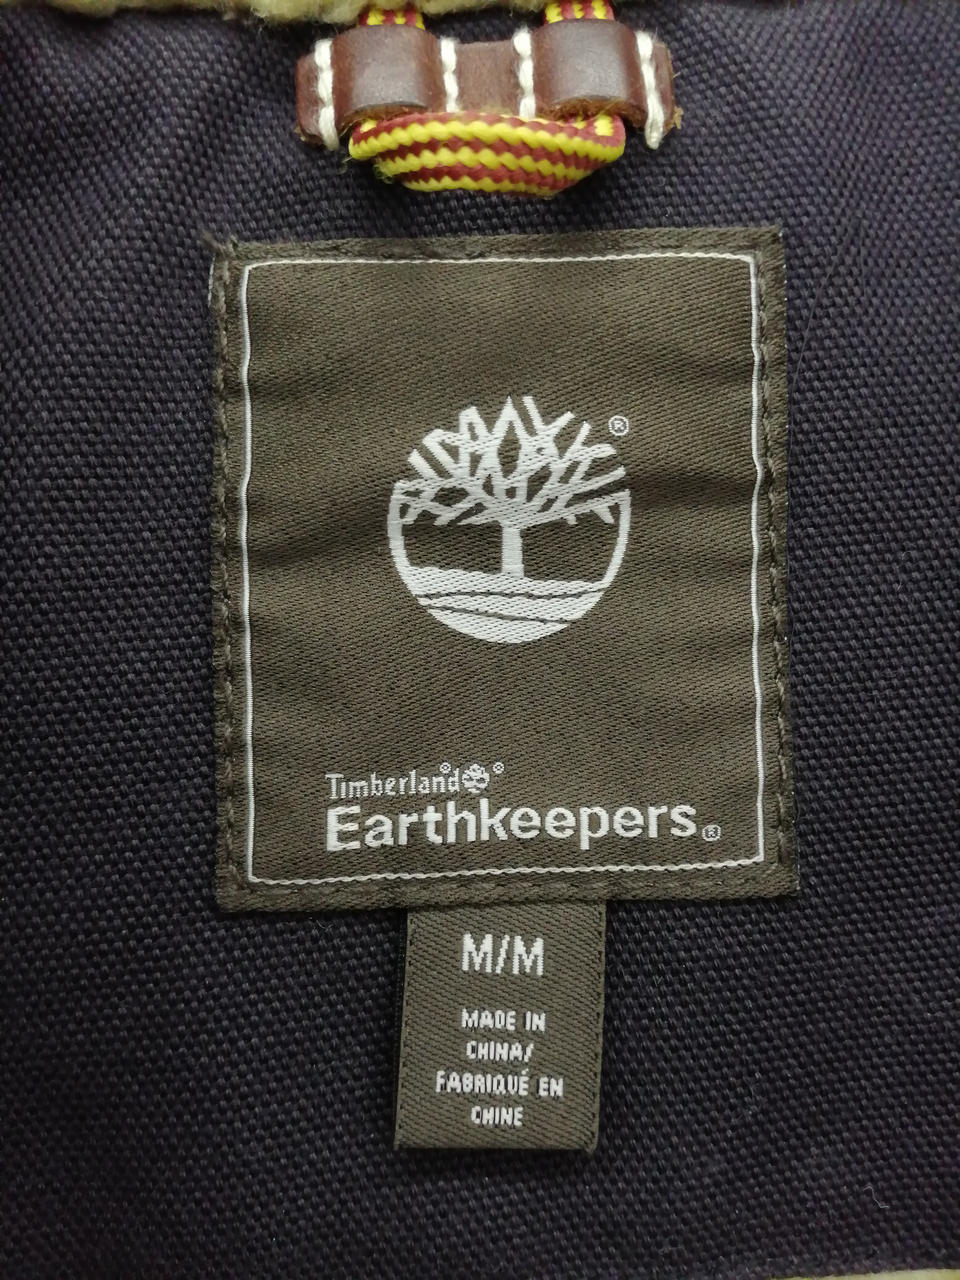 ®
Timberland® ®
Earthkeepers®
M/M
MADE IN
CHINA/
FABRIQUÉ EN
CHINE